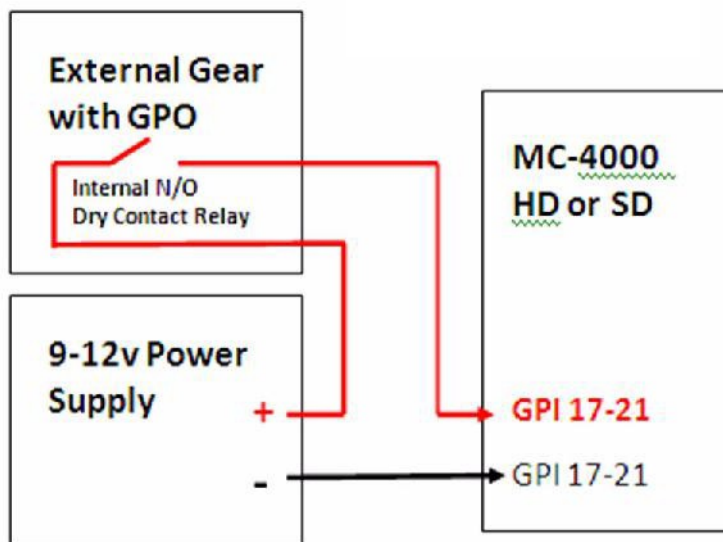 External Gear
with GPO
Internal N/O
Dry Contact Relay
MC-4000
HD or SD
9-12v Power
Supply
+
-
GPI 17-21
GPI 17-21